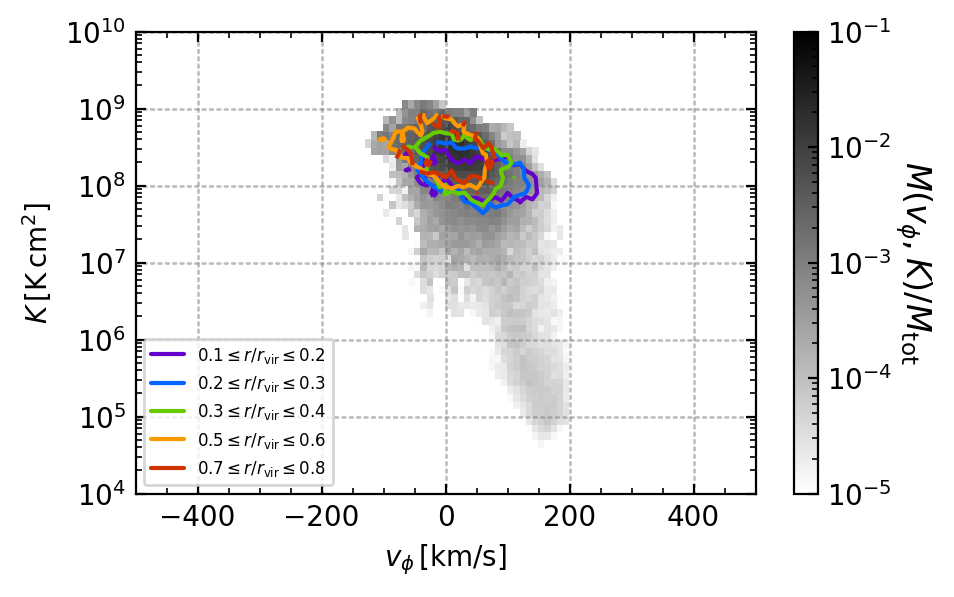 10^10
10^9
10^8
10^7
10^6
10^5
10^4
K [K cm^2]
0.1 ≤ r/r_vir ≤ 0.2
0.2 ≤ r/r_vir ≤ 0.3
0.3 ≤ r/r_vir ≤ 0.4
0.5 ≤ r/r_vir ≤ 0.6
0.7 ≤ r/r_vir ≤ 0.8
−400 −200 0 200 400
v_ϕ [km/s]
10^−1
10^−2
10^−3
10^−4
10^−5
M(v_ϕ, K)/M_tot